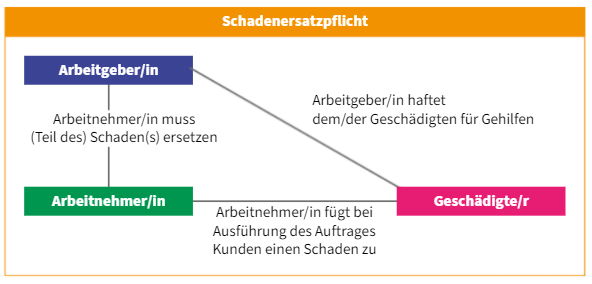 Schadenersatzpflicht
Arbeitgeber/in
Arbeitgeber/in haftet
dem/der Geschädigten für Gehilfen
Arbeitnehmer/in muss
(Teil des) Schaden(s) ersetzen
Arbeitnehmer/in
Geschädigte/r
Arbeitnehmer/in fügt bei
Ausführung des Auftrages
Kunden einen Schaden zu